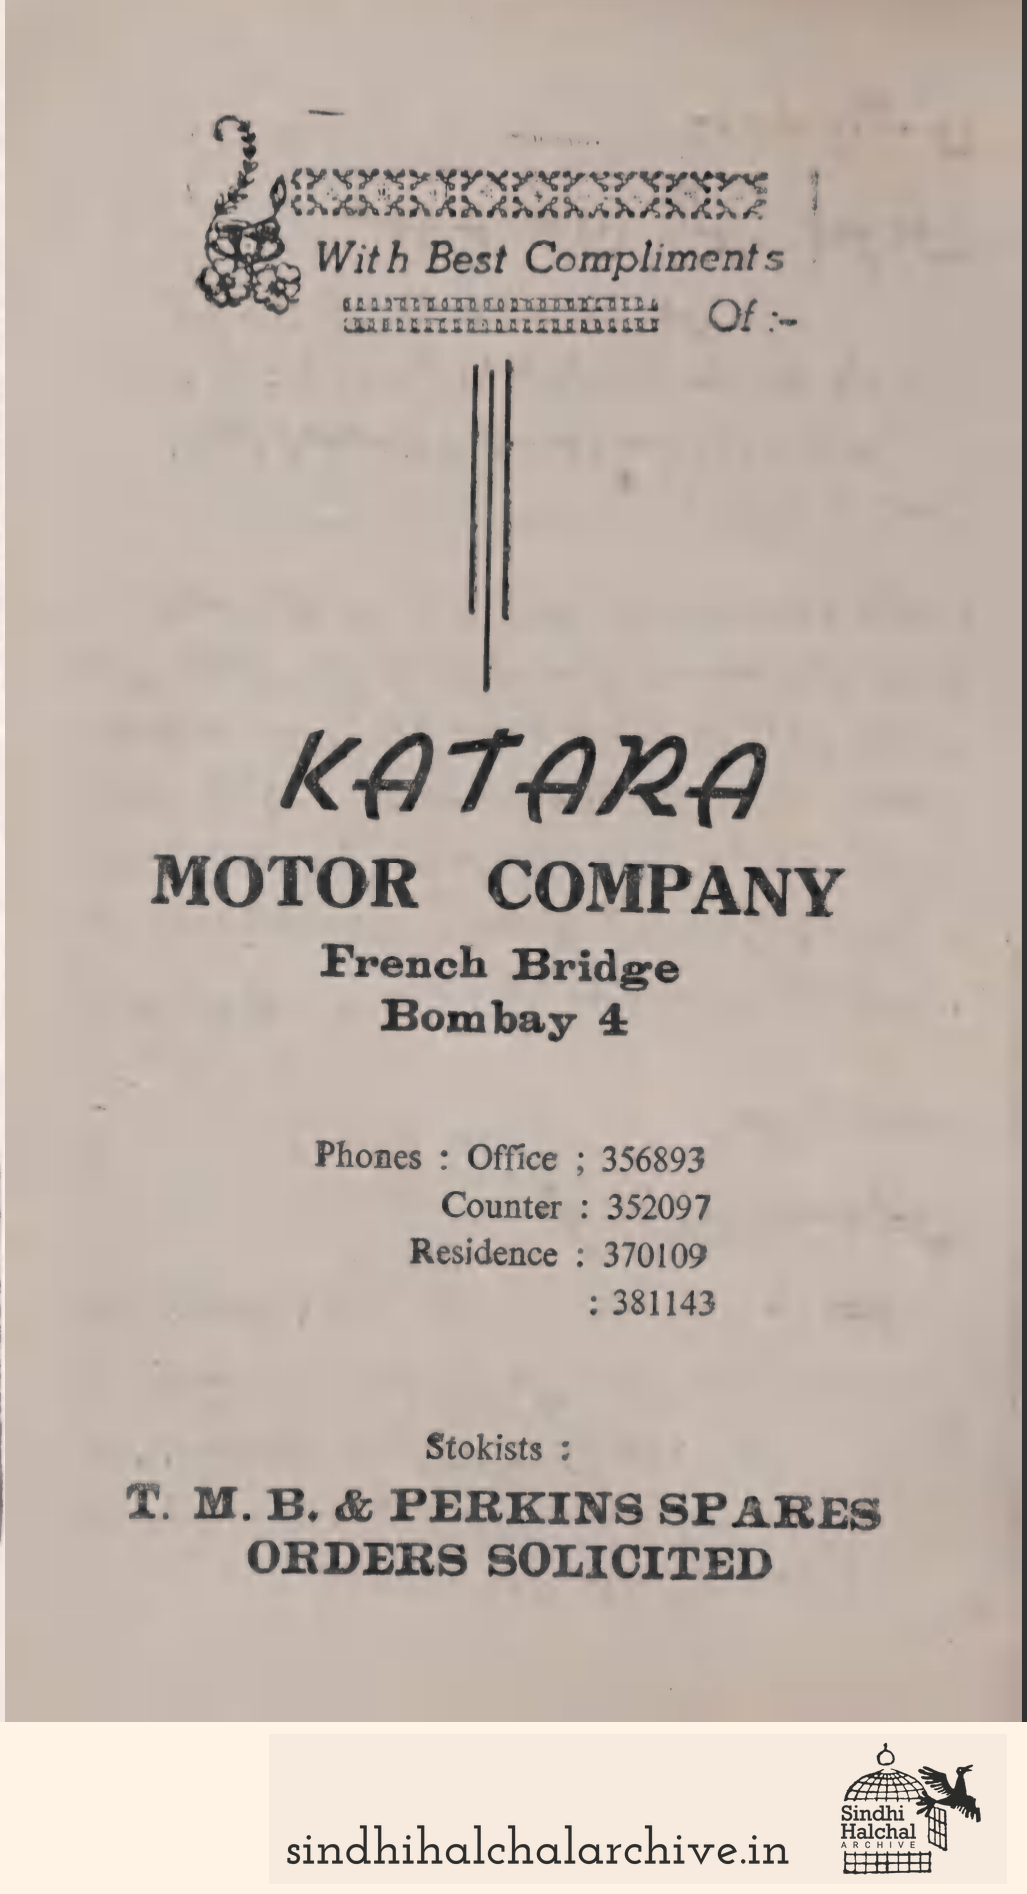 With Best Compliments
Of :-
KATARA
MOTOR COMPANY
French Bridge
Bombay 4
Phones : Office ; 356893
Counter : 352097
Residence : 370109
: 381143
Stokists :
T. M. B. & PERKINS SPARES
ORDERS SOLICITED
sindhihalchalarchive.in
Sindhi
Halchal
ARCHIVE